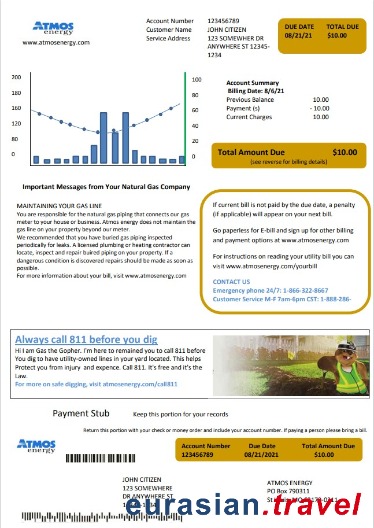 ATMOS
energy
www.atmosenergy.com
Account Number 123456789
Customer Name JOHN CITIZEN
Service Address 123 SOMEWHER DR
ANYWHERE ST 12345-
1234
DUE DATE TOTAL DUE
08/21/21 $10.00
200
160
120
80
0
100
80
60
40
20
0
Account Summary
Billing Date: 8/6/21
Previous Balance 10.00
Payment (s) - 10.00
Current Charges 10.00
Total Amount Due $10.00
(see reverse for billing details)
Important Messages from Your Natural Gas Company
MAINTAINING YOUR GAS LINE
You are responsible for the natural gas piping that connects our gas
meter to your house or business. Atmos energy does not maintain the
gas line on your property beyond our meter.
We recommended that you have buried gas piping inspected
periodically for leaks. A licensed plumbing or heating contractor can
locate, inspect and repair buired piping on your property. If a
dangerous condition is discovered repairs should be made as soon as
possible.
For more information about your bill, visit www.atmosenergy.com
If current bill is not paid by the due date, a penalty
(if applicable) will appear on your next bill.
Go paperless for E-bill and sign up for other billing
and payment options at www.atmosenergy.com
For instructions on reading your utility bill you can
visit www.atmosenergy.com/yourbill
CONTACT US
Emergency phone 24/7: 1-866-322-8667
Customer Service M-F 7am-6pm CST: 1-888-286-
Always call 811 before you dig
Hi I am Gas the Gopher. I'm here to remained you to call 811 before
You dig to have utility-owned lines in your yard located. This helps
Protect you from injury and expence. Call 811. It's free and it's the
Law.
For more on safe digging, visit atmosenergy.com/call811
Payment Stub Keep this portion for your records
Return this portion with your check or money order and include your account number. If paying a person please bring a bill.
ATMOS
energy
Account Number Due Date Total Amount Due
123456789 08/21/2021 $10.00
JOHN CITIZEN
123 SOMEWHERE
DR ANYWHERE ST
ATMOS ENERGY
PO Box 790311
eurasian.travel